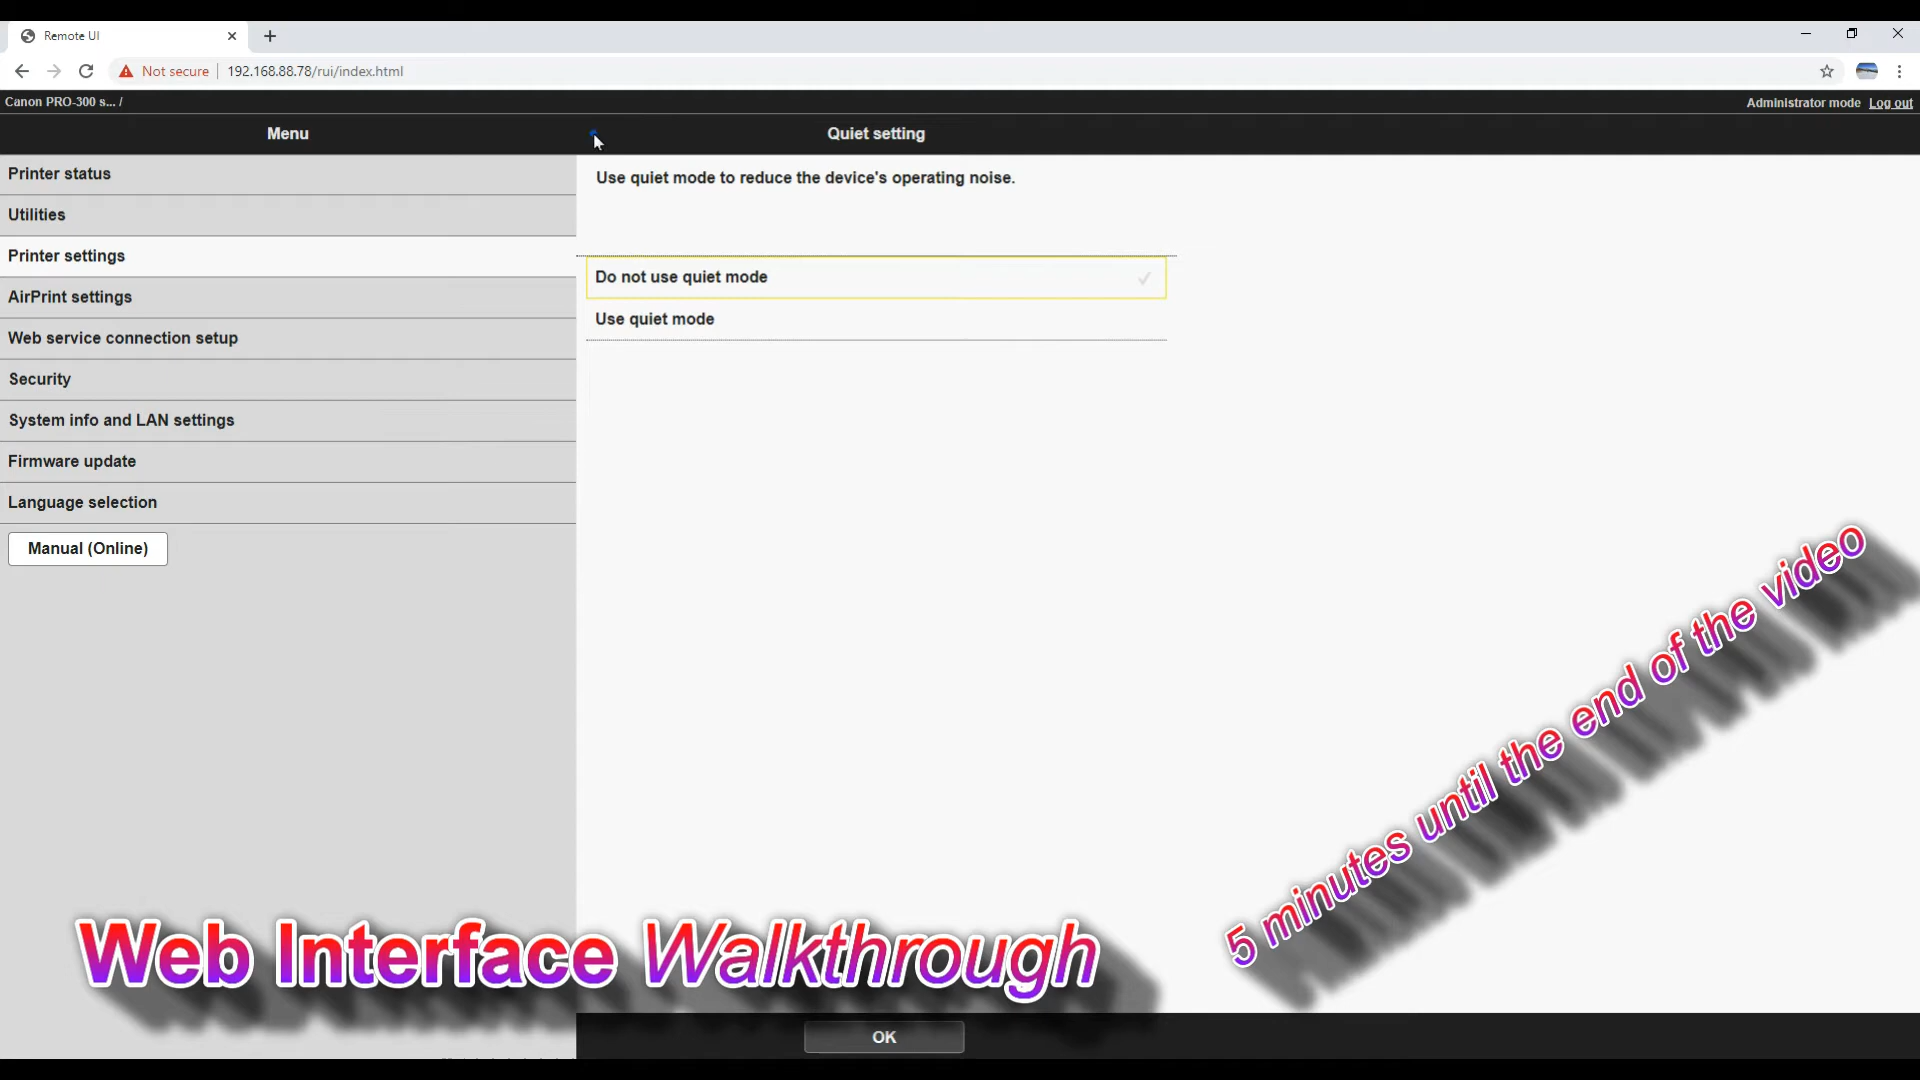 Remote UI
Not secure
192.168.88.78/rui/index.html
Canon PRO-300 s... /
Administrator mode
Log out
Menu
Quiet setting
Printer status
Utilities
Printer settings
AirPrint settings
Web service connection setup
Security
System info and LAN settings
Firmware update
Language selection
Manual (Online)
Use quiet mode to reduce the device's operating noise.
Do not use quiet mode
Use quiet mode
5 minutes until the end of the video
Web Interface Walkthrough
OK